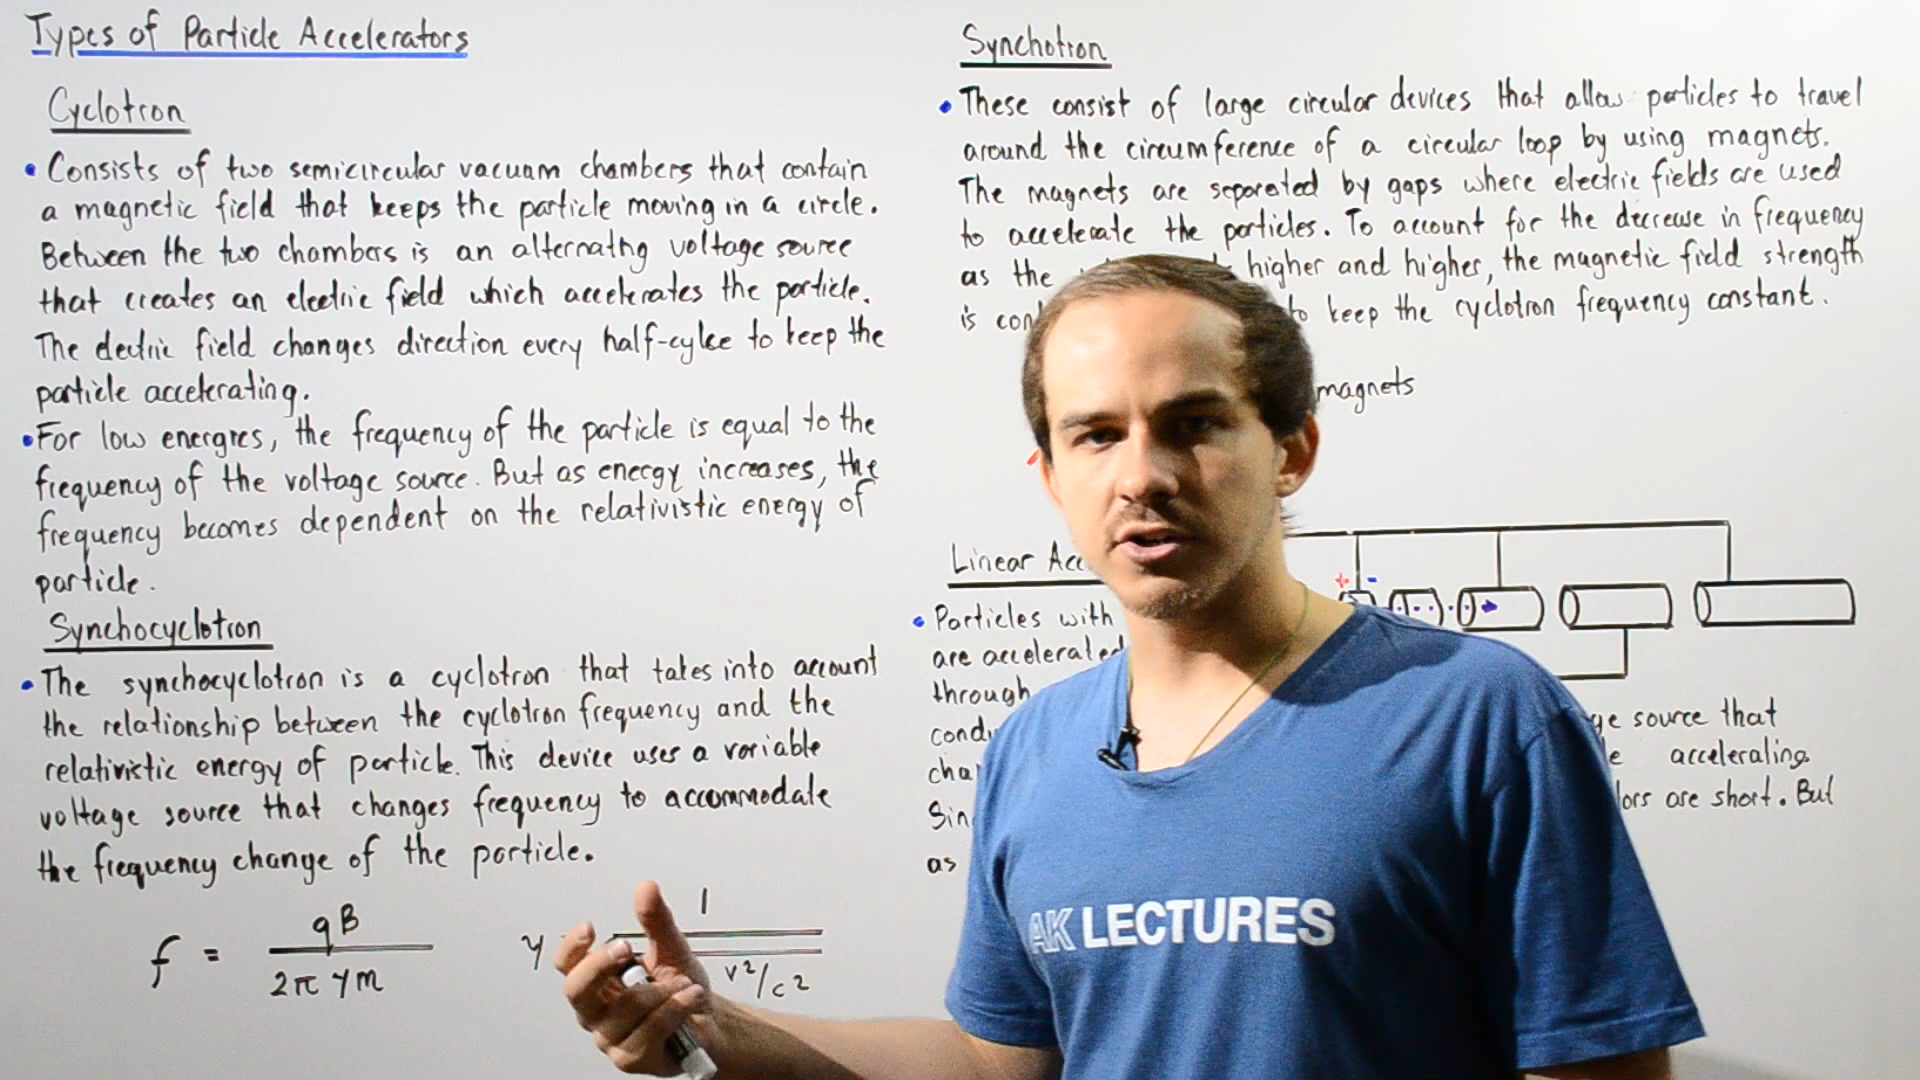 Types of Particle Accelerators
Cyclotron
• Consists of two semicircular vacuum chambers that contain
a magnetic field that keeps the particle moving in a circle.
Between the two chambers is an alternating voltage source
that creates an electric field which accelerates the particle.
The electric field changes direction every half-cylce to keep the
particle accelerating.
• For low energies, the frequency of the particle is equal to the
frequency of the voltage source. But as energy increases, the
frequency becomes dependent on the relativistic energy of
particle.
Synchocyclotron
• The synchocyclotron is a cyclotron that takes into account
the relationship between the cyclotron frequency and the
relativistic energy of particle. This device uses a variable
voltage source that changes frequency to accommodate
the frequency change of the particle.
f = qB / 2π γm
γ 1 / v²/c²
Synchotron
• These consist of large circular devices that allow particles to travel
around the circumference of a circular loop by using magnets.
The magnets are separated by gaps where electric fields are used
to accelerate the particles. To account for the decrease in frequency
as the higher and higher, the magnetic field strength
is to keep the cyclotron frequency constant.
magnets
Linear Acc
+ -
• Particles with
are accelerated
through
source that
accelerating.
are short. But
as
AK LECTURES